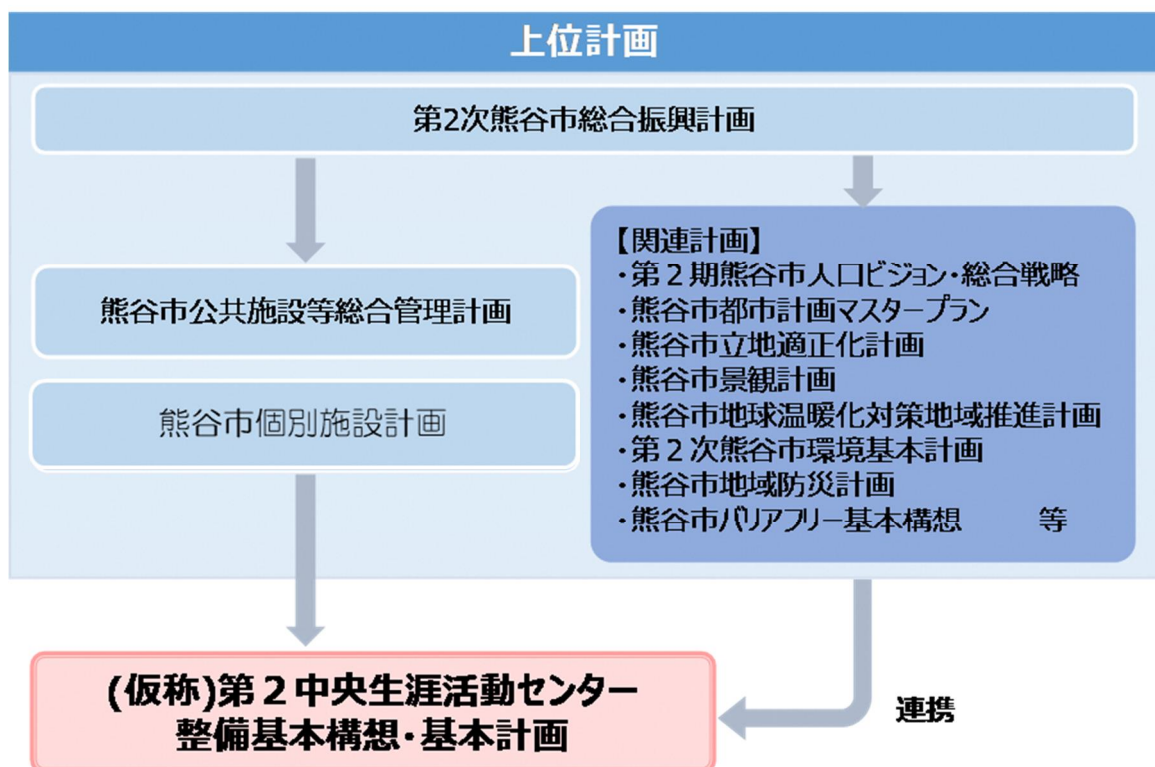 上位計画
第2次熊谷市総合振興計画
熊谷市公共施設等総合管理計画
熊谷市個別施設計画
【関連計画】
・第２期熊谷市人口ビジョン・総合戦略
・熊谷市都市計画マスタープラン
・熊谷市立地適正化計画
・熊谷市景観計画
・熊谷市地球温暖化対策地域推進計画
・第２次熊谷市環境基本計画
・熊谷市地域防災計画
・熊谷市バリアフリー基本構想　　等
(仮称)第２中央生涯活動センター
整備基本構想・基本計画
連携